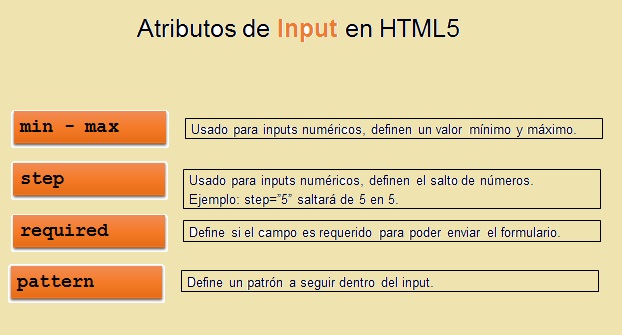 Atributos de Input en HTML5
min - max
Usado para inputs numéricos, definen un valor mínimo y máximo.
step
Usado para inputs numéricos, definen el salto de números.
Ejemplo: step=”5” saltará de 5 en 5.
required
Define si el campo es requerido para poder enviar el formulario.
pattern
Define un patrón a seguir dentro del input.